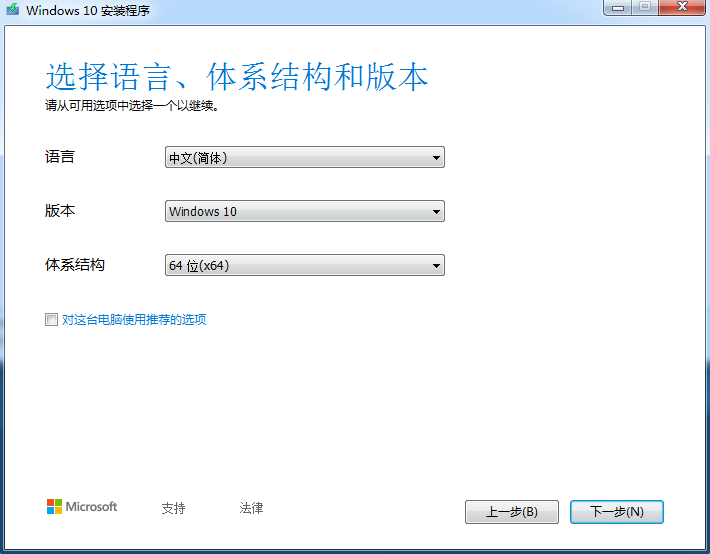 Windows 10 安装程序
选择语言、体系结构和版本
请从可用选项中选择一个以继续。
语言
中文(简体)
版本
Windows 10
体系结构
64 位(x64)
对这台电脑使用推荐的选项
Microsoft
支持
法律
上一步(B)
下一步(N)